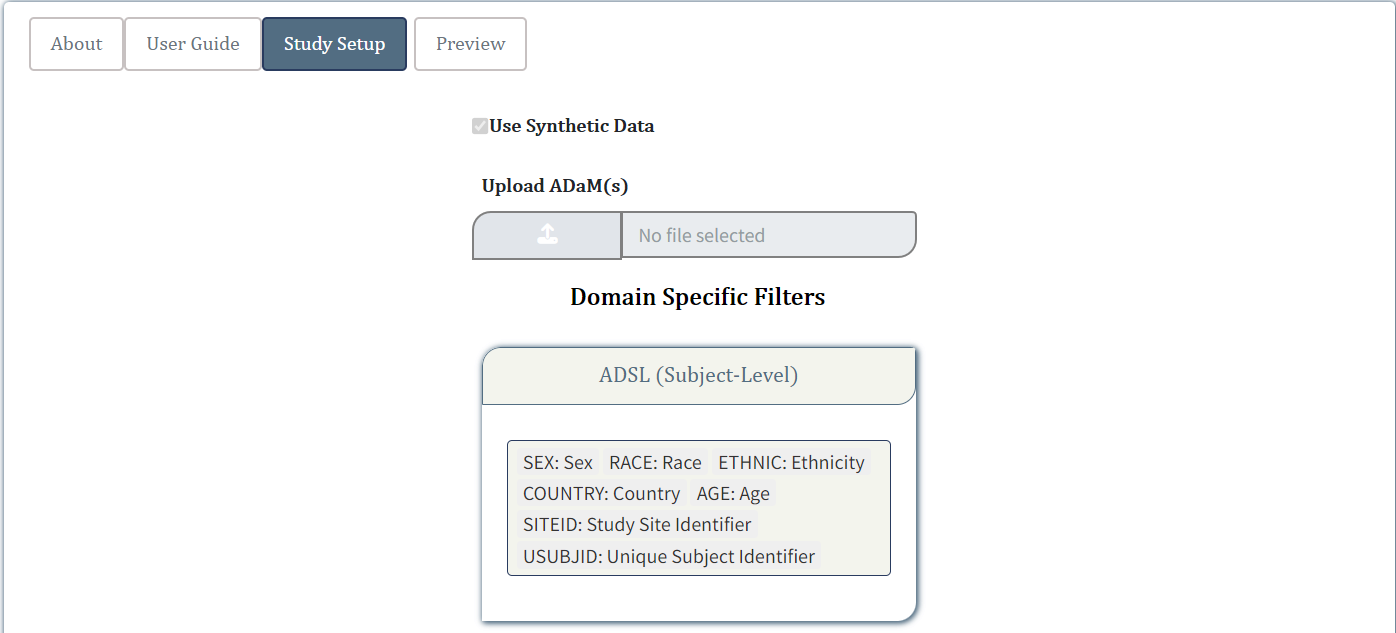 About User Guide Study Setup Preview
Use Synthetic Data
Upload ADaM(s)
No file selected
Domain Specific Filters
ADSL (Subject-Level)
SEX: Sex RACE: Race ETHNIC: Ethnicity
COUNTRY: Country AGE: Age
SITEID: Study Site Identifier
USUBJID: Unique Subject Identifier